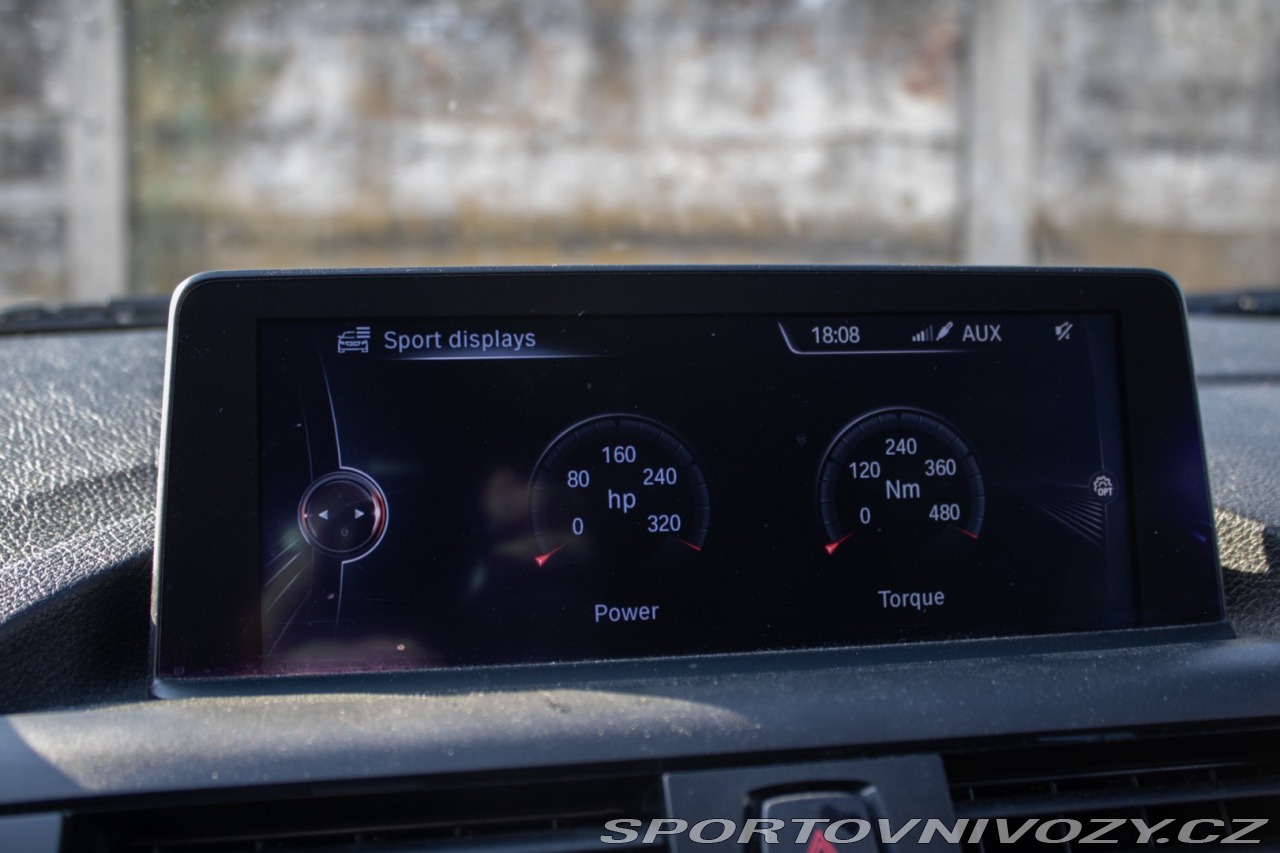 Sport displays
18:08 AUX
160
80 240
hp
0 320
Power
240
120 360
Nm
0 480
Torque
OPT
SPORTOVNIVOZY.CZ